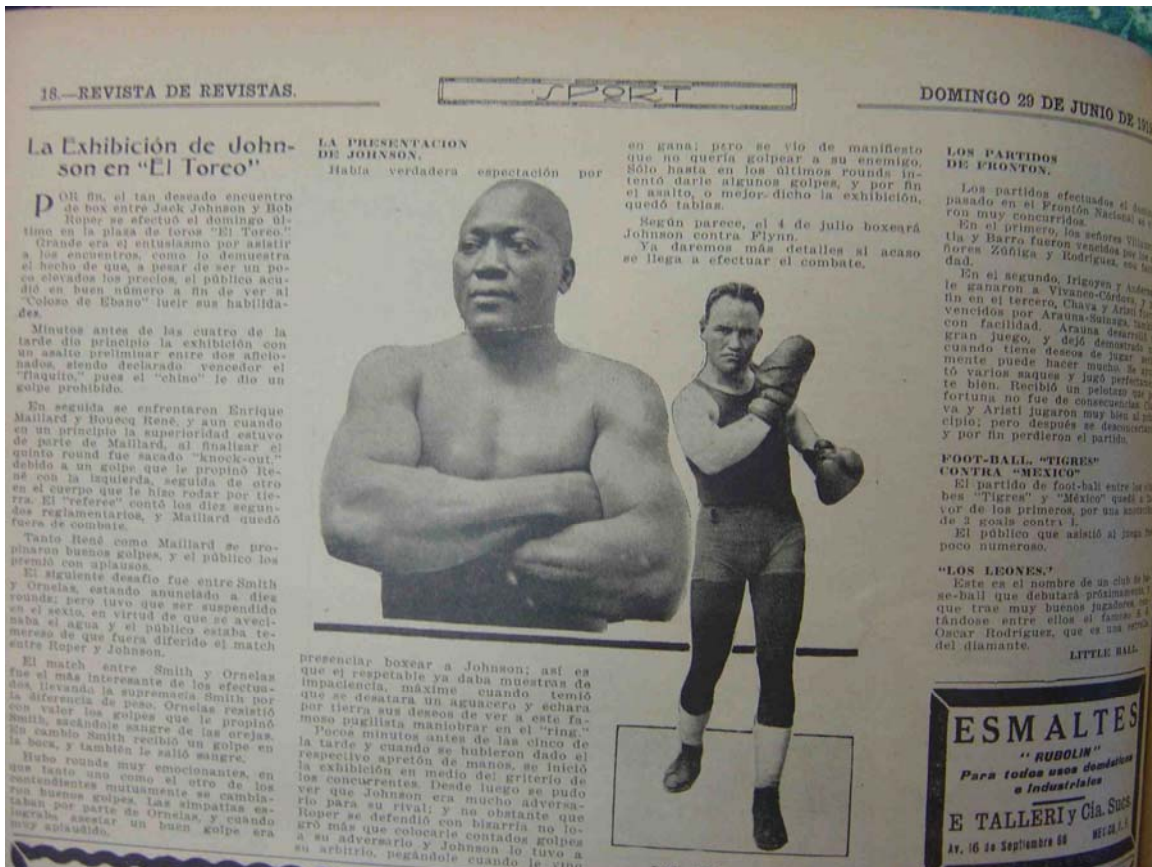 18.—REVISTA DE REVISTAS.
SPORT
DOMINGO 29 DE JUNIO DE
La Exhibición de John-
son en "El Toreo"
POR fin, el tan deseado encuentro
de box entre Jack Johnson y Bob
Roper se efectuó el domingo úl-
timo en la plaza de toros "El Toreo."
Grande era el entusiasmo por asistir
a los encuentros, como lo demuestra
el hecho de que, a pesar de ser un po-
co elevados los precios, el público acu-
dió en buen número a fin de ver al
"Coloso de Ebano" lucir sus habilida-
des.
Minutos antes de las cuatro de la
tarde dio principio la exhibición con
un asalto preliminar entre dos aficio-
nados, siendo declarado vencedor el
"flaquito," pues el "chino" le dio un
golpe prohibido.
En seguida se enfrentaron Enrique
Maillard y Bouecq René, y aun cuando
en un principio la superioridad estuvo
de parte de Maillard, al finalizar el
quinto round fue sacado "knock-out,"
debido a un golpe que le propinó Re-
né con la izquierda, seguida de otro
en el cuerpo que le hizo rodar por tie-
rra. El "referee" contó los diez segun-
dos reglamentarios, y Maillard quedó
fuera de combate.
Tanto René como Maillard se pro-
pinaron buenos golpes, y el público los
premió con aplausos.
El siguiente desafío fue entre Smith
y Ornelas, estando anunciado a diez
rounds; pero tuvo que ser suspendido
en el sexto, en virtud de que se aveci-
naba el agua y el público estaba te-
meroso de que fuera diferido el match
entre Roper y Johnson.
El match entre Smith y Ornelas
fue el más interesante de los efectua-
dos, llevando la supremacía Smith por
la diferencia de peso. Ornelas resistió
con valor los golpes que le propinó
Smith, sacándole sangre de las orejas.
En cambio Smith recibió un golpe en
la boca, y también le salió sangre.
Hubo rounds muy emocionantes, en
que tanto uno como el otro de los
contendientes mutuamente se cambia-
ron buenos golpes. Las simpatías es-
taban por parte de Ornelas, y cuando
lograba asestar un buen golpe era
muy aplaudido.
LA PRESENTACION
DE JOHNSON.
Había verdadera espectación por
presenciar boxear a Johnson; así es
que el respetable ya daba muestras de
impaciencia, máxime cuando temió
que se desatara un aguacero y echara
por tierra sus deseos de ver a este fa-
moso pugilista maniobrar en el "ring."
Pocos minutos antes de las cinco de
la tarde y cuando se hubieron dado el
respectivo apretón de manos, se inició
la exhibición en medio del griterío de
los concurrentes. Desde luego se pudo
ver que Johnson era mucho adversa-
rio para su rival; y no obstante que
Roper se defendió con bizarría no lo-
gró más que colocarle contados golpes
a su adversario y Johnson lo tuvo a
su arbitrio, pegándole cuando le vino
en gana; pero se vio de manifiesto
que no quería golpear a su enemigo.
Sólo hasta en los últimos rounds in-
tentó darle algunos golpes, y por fin
el asalto, o mejor dicho la exhibición,
quedó tablas.
Según parece, el 4 de julio boxeará
Johnson contra Flynn.
Ya daremos más detalles si acaso
se llega a efectuar el combate.
LOS PARTIDOS
DE FRONTON.
Los partidos efectuados el
pasado en el Frontón Nacional
ron muy concurridos.
En el primero, los señores
tia y Barro fueron vencidos por los
ñores Zúñiga y Rodríguez,
dad.
En el segundo, Irigoyen y
le ganaron a Vivanco-Córdova, y
fin en el tercero, Chava y Aristi
vencidos por Arauna-Suinaga,
con facilidad. Arauna desarrolló
gran juego, y dejó demostrado
cuando tiene deseos de jugar
mente puede hacer mucho. Se
tó varios saques y jugó
te bien. Recibió un pelotazo que
fortuna no fue de consecuencias.
va y Aristi jugaron muy bien al
cipio; pero después se
y por fin perdieron el partido.
FOOT-BALL. "TIGRES"
CONTRA "MEXICO"
El partido de foot-ball entre los
bes "Tigres" y "México" quedó a
vor de los primeros, por una
de 2 goals contra 1.
El público que asistió al juego
poco numeroso.
"LOS LEONES."
Este es el nombre de un club de
se-ball que debutará próximamente y
que trae muy buenos jugadores,
tándose entre ellos el famoso
Oscar Rodríguez, que es una estrella
del diamante.
LITTLE BALL
ESMALTES
"RUBOLIN"
Para todos usos domésticos
e Industriales
E TALLERI y Cía. Sucs.
Av. 16 de Septiembre 58